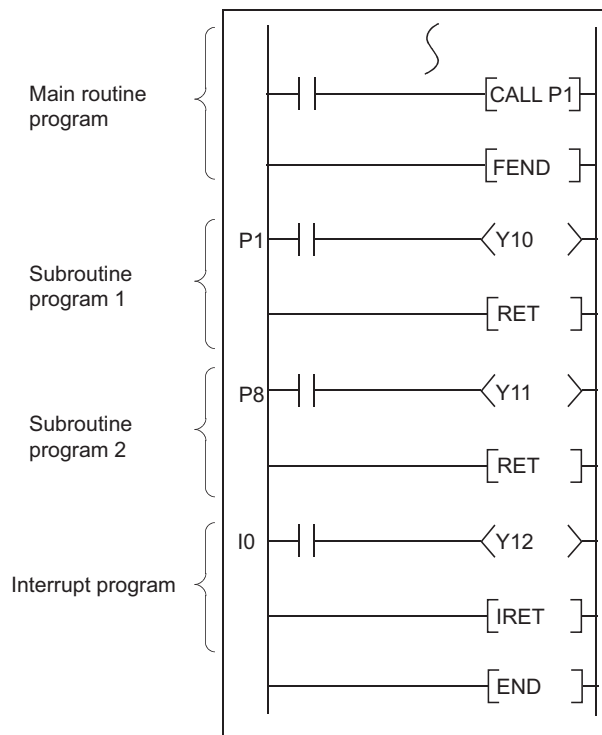 Main routine
program
CALL P1
FEND
Subroutine
program 1
P1
Y10
RET
Subroutine
program 2
P8
Y11
RET
Interrupt program
I0
Y12
IRET
END